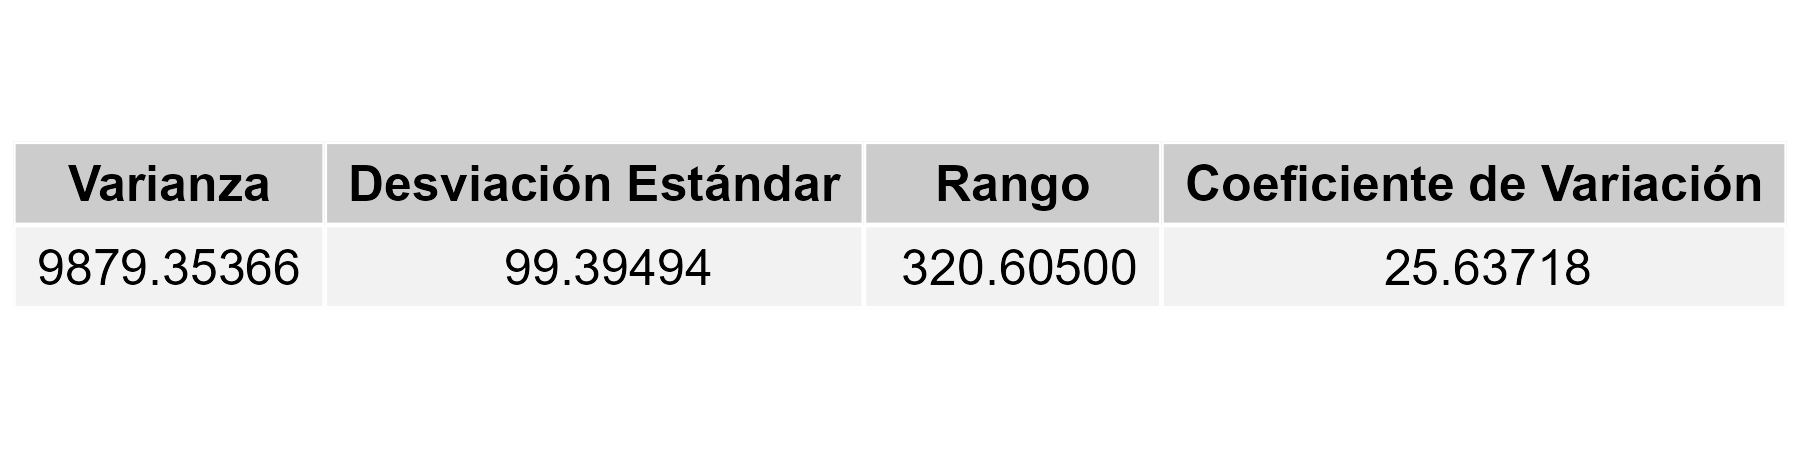 Varianza Desviación Estándar Rango Coeficiente de Variación
9879.35366 99.39494 320.60500 25.63718